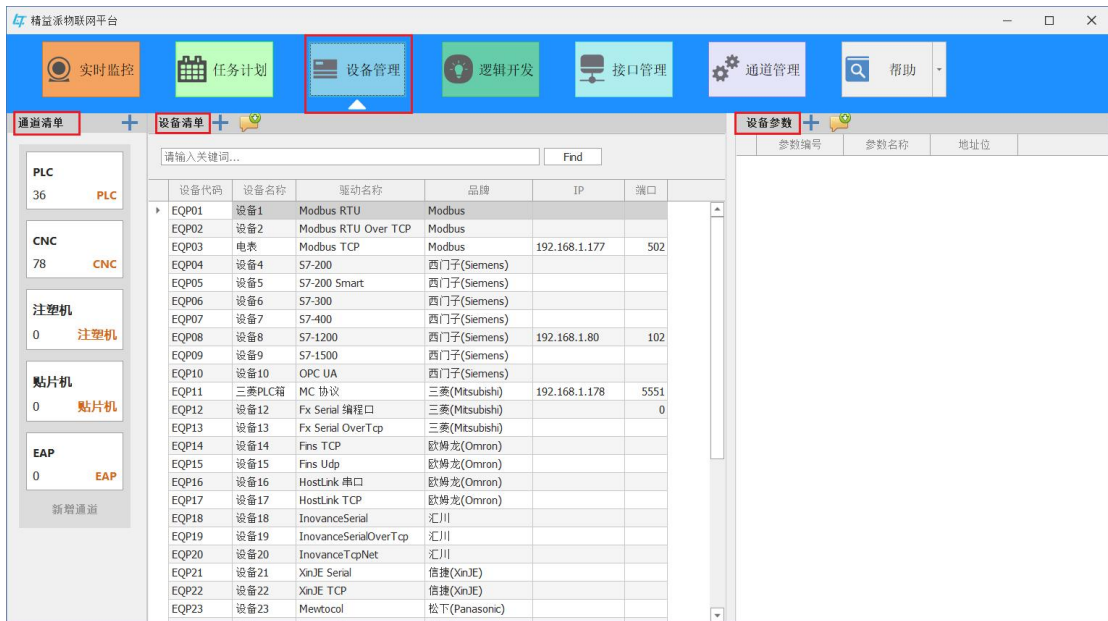 精益派物联网平台
实时监控 任务计划 设备管理 逻辑开发 接口管理 通道管理 帮助
通道清单 设备清单 设备参数
PLC
36 PLC
CNC
78 CNC
注塑机
0 注塑机
贴片机
0 贴片机
EAP
0 EAP
新增通道
请输入关键词... Find
设备代码 设备名称 驱动名称 品牌 IP 端口
EQP01 设备1 Modbus RTU Modbus
EQP02 设备2 Modbus RTU Over TCP Modbus
EQP03 电表 Modbus TCP Modbus 192.168.1.177 502
EQP04 设备4 S7-200 西门子(Siemens)
EQP05 设备5 S7-200 Smart 西门子(Siemens)
EQP06 设备6 S7-300 西门子(Siemens)
EQP07 设备7 S7-400 西门子(Siemens)
EQP08 设备8 S7-1200 西门子(Siemens) 192.168.1.80 102
EQP09 设备9 S7-1500 西门子(Siemens)
EQP10 设备10 OPC UA 西门子(Siemens)
EQP11 三菱PLC箱 MC 协议 三菱(Mitsubishi) 192.168.1.178 5551
EQP12 设备12 Fx Serial 编程口 三菱(Mitsubishi) 0
EQP13 设备13 Fx Serial OverTcp 三菱(Mitsubishi)
EQP14 设备14 Fins TCP 欧姆龙(Omron)
EQP15 设备15 Fins Udp 欧姆龙(Omron)
EQP16 设备16 HostLink 串口 欧姆龙(Omron)
EQP17 设备17 HostLink TCP 欧姆龙(Omron)
EQP18 设备18 InovanceSerial 汇川
EQP19 设备19 InovanceSerialOverTcp 汇川
EQP20 设备20 InovanceTcpNet 汇川
EQP21 设备21 XinJE Serial 信捷(XinJE)
EQP22 设备22 XinJE TCP 信捷(XinJE)
EQP23 设备23 Mewtocol 松下(Panasonic)
参数编号 参数名称 地址位